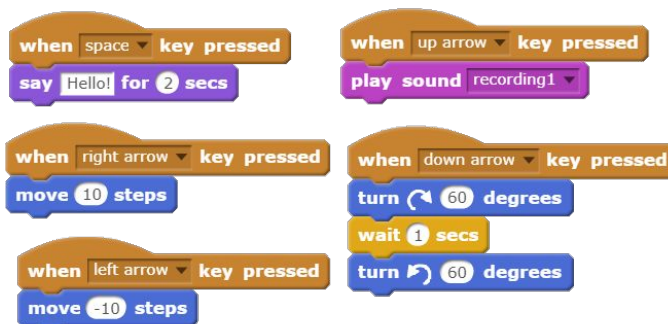 when space key pressed
say Hello! for 2 secs
when up arrow key pressed
play sound recording1
when right arrow key pressed
move 10 steps
when down arrow key pressed
turn 60 degrees
wait 1 secs
turn 60 degrees
when left arrow key pressed
move -10 steps